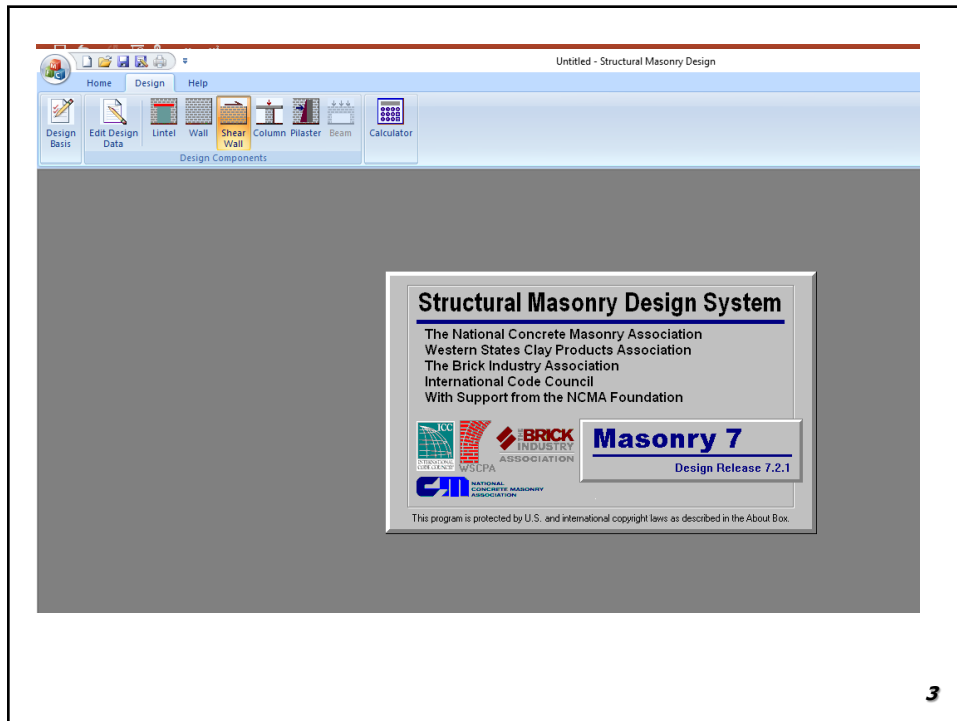 Untitled - Structural Masonry Design
Home Design Help
Design Basis
Edit Design Data
Lintel
Wall
Shear Wall
Column
Pilaster
Beam
Calculator
Design Components
Structural Masonry Design System
The National Concrete Masonry Association
Western States Clay Products Association
The Brick Industry Association
International Code Council
With Support from the NCMA Foundation
ICC
INTERNATIONAL
CODE COUNCIL
WSCPA
THE BRICK
INDUSTRY
ASSOCIATION
NATIONAL
CONCRETE MASONRY
ASSOCIATION
Masonry 7
Design Release 7.2.1
This program is protected by U.S. and international copyright laws as described in the About Box.
3